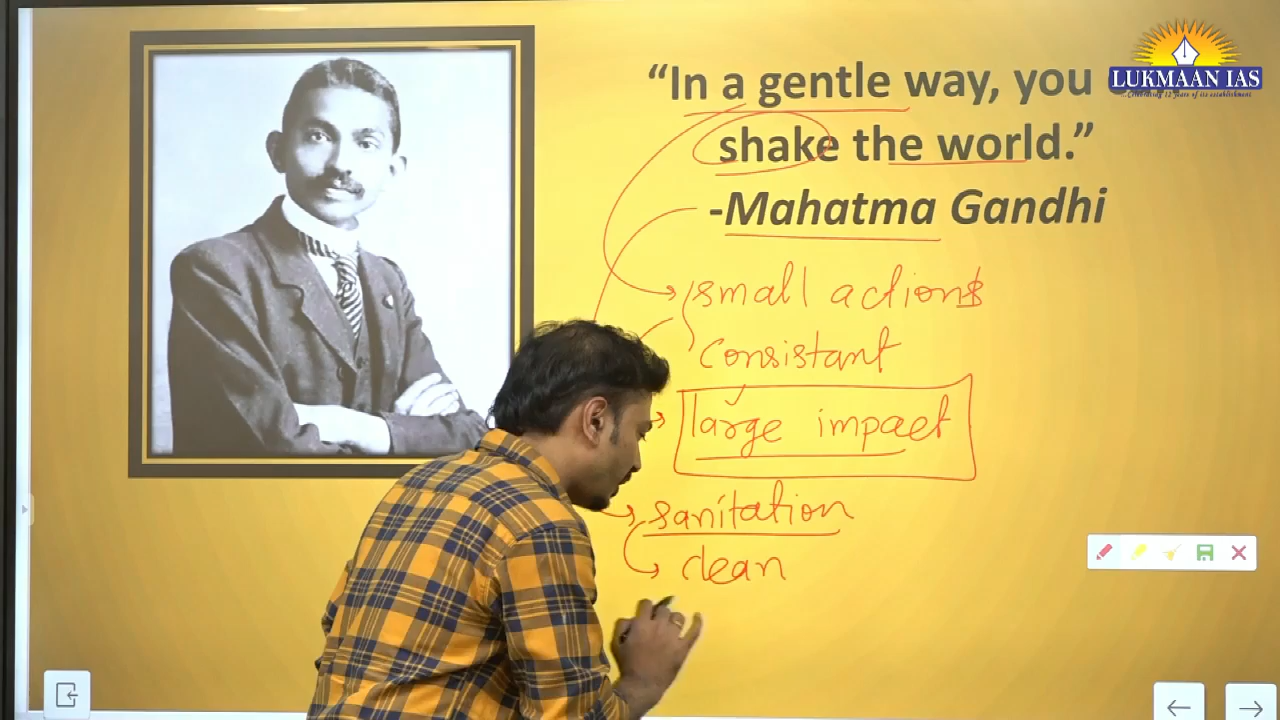 “In a gentle way, you
shake the world.”
-Mahatma Gandhi
LUKMAAN IAS
small actions
consistant
large impact
sanitation
clean